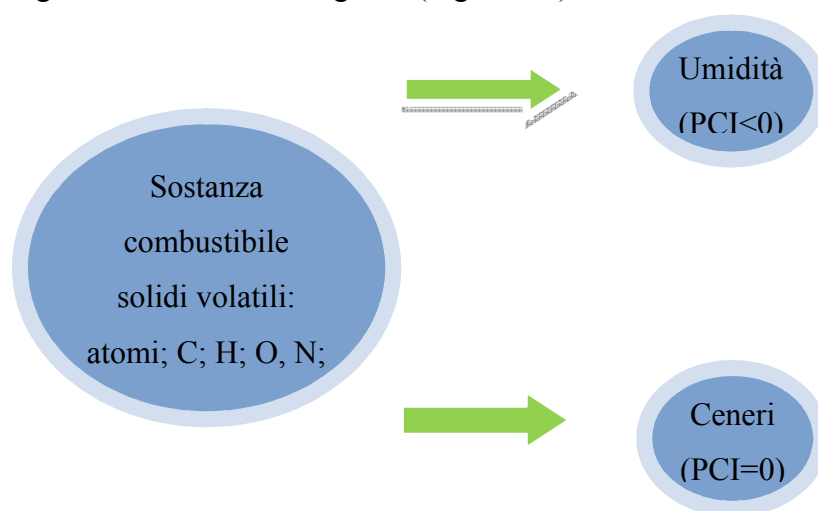 Umidità
(PCI<0)
Sostanza
combustibile
solidi volatili:
atomi; C; H; O, N;
Ceneri
(PCI=0)